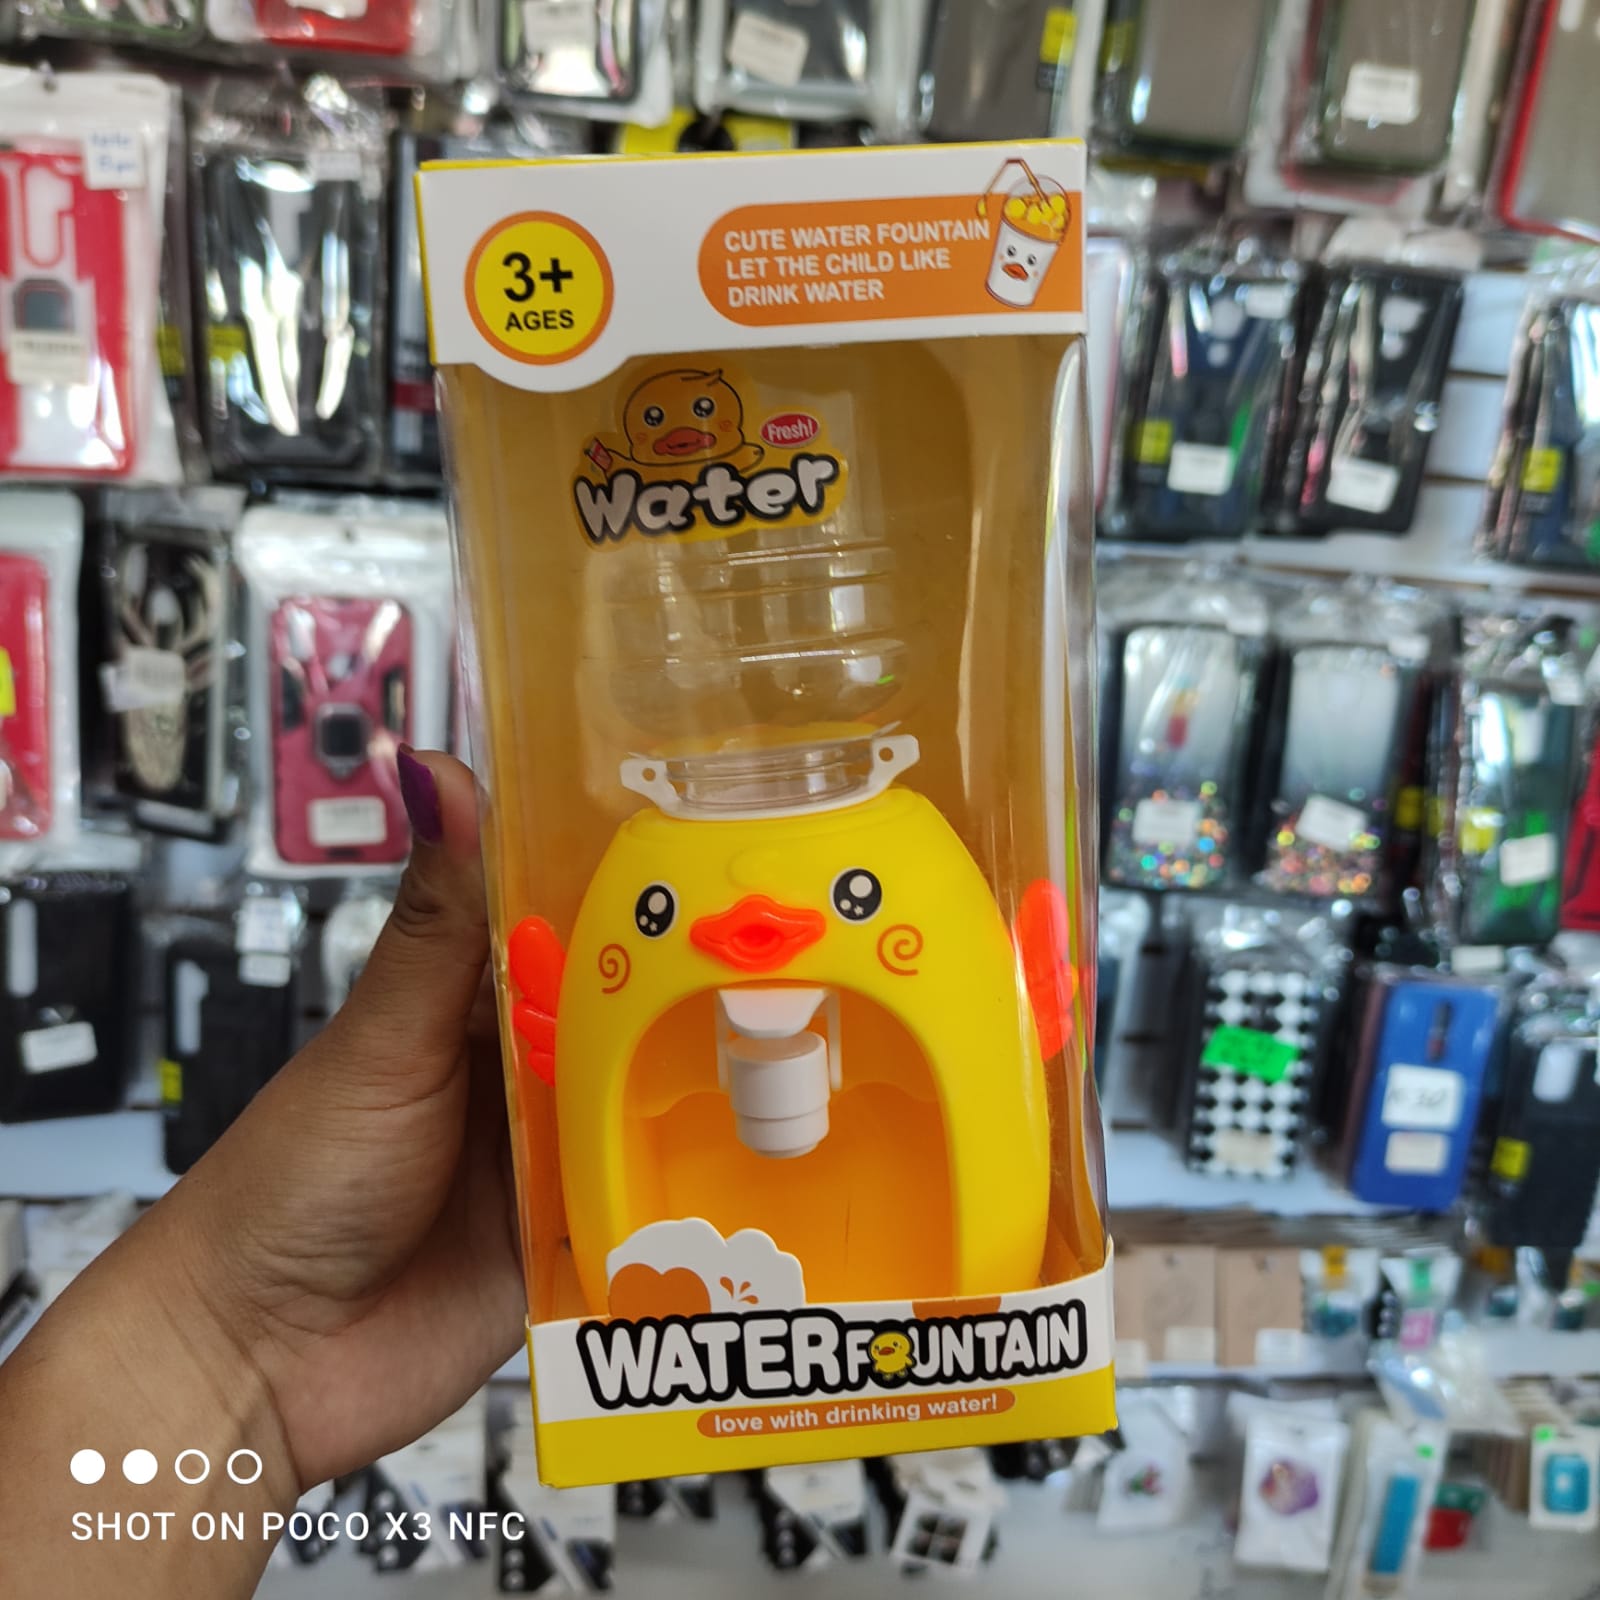 3+
AGES
CUTE WATER FOUNTAIN
LET THE CHILD LIKE
DRINK WATER
Fresh!
Water
WATER FOUNTAIN
love with drinking water!
K30
SHOT ON POCO X3 NFC